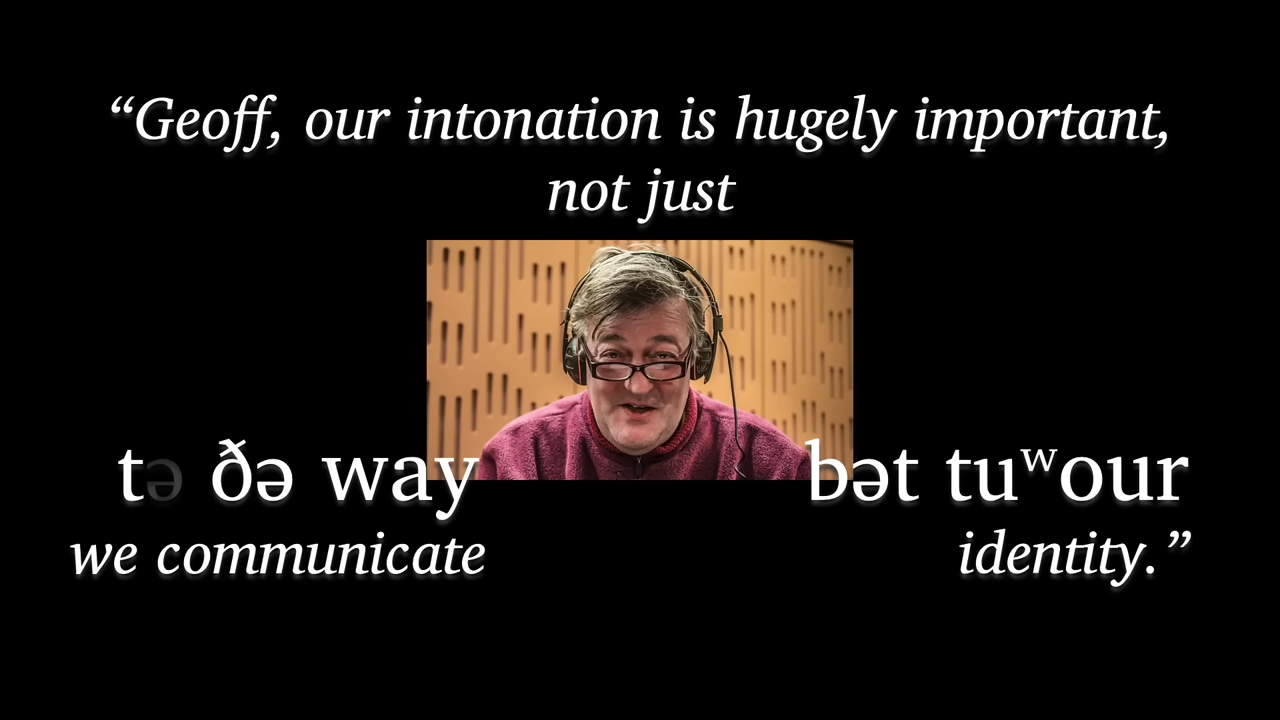 “Geoff, our intonation is hugely important,
not just
tə ðə way bət tuʷour
we communicate identity.”